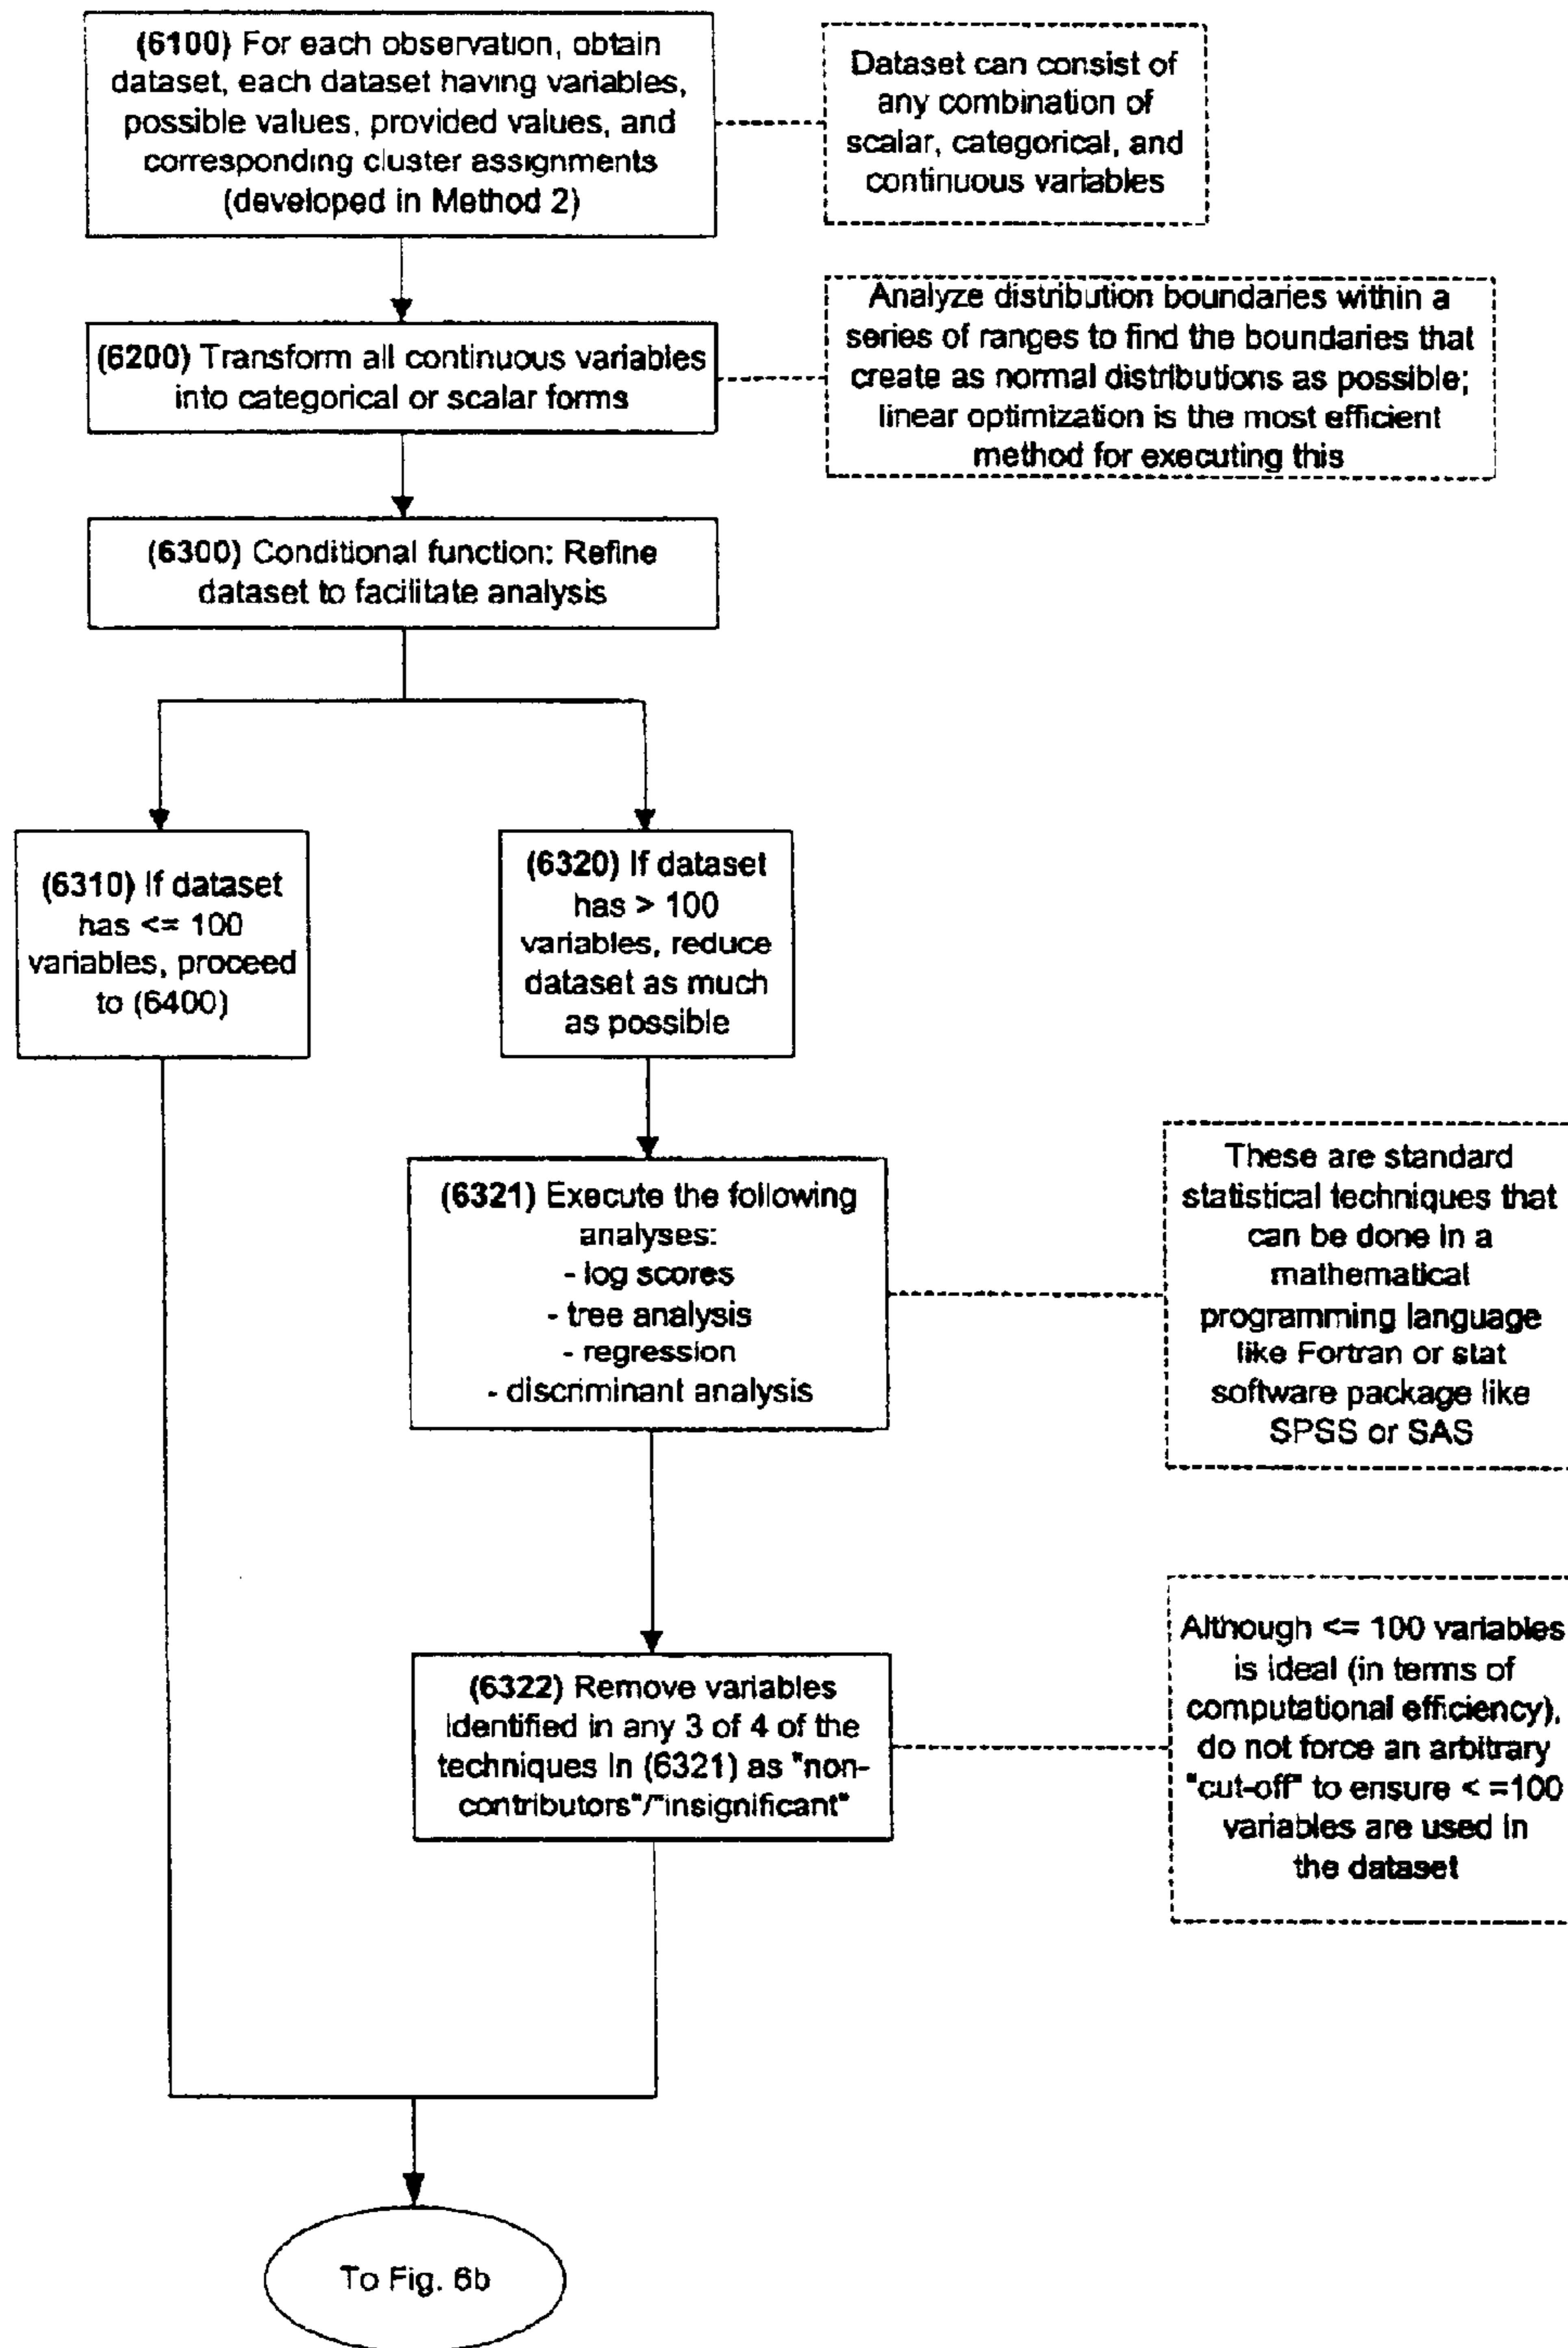 (6100) For each observation, obtain
dataset, each dataset having variables,
possible values, provided values, and
corresponding cluster assignments
(developed in Method 2)
Dataset can consist of
any combination of
scalar, categorical, and
continuous variables
(6200) Transform all continuous variables
into categorical or scalar forms
Analyze distribution boundaries within a
series of ranges to find the boundaries that
create as normal distributions as possible;
linear optimization is the most efficient
method for executing this
(6300) Conditional function: Refine
dataset to facilitate analysis
(6310) If dataset
has <= 100
variables, proceed
to (6400)
(6320) If dataset
has > 100
variables, reduce
dataset as much
as possible
(6321) Execute the following
analyses:
- log scores
- tree analysis
- regression
- discriminant analysis
These are standard
statistical techniques that
can be done in a
mathematical
programming language
like Fortran or stat
software package like
SPSS or SAS
(6322) Remove variables
identified in any 3 of 4 of the
techniques in (6321) as "non-
contributors"/"insignificant"
Although <= 100 variables
is ideal (in terms of
computational efficiency),
do not force an arbitrary
"cut-off" to ensure < =100
variables are used in
the dataset
To Fig. 6b